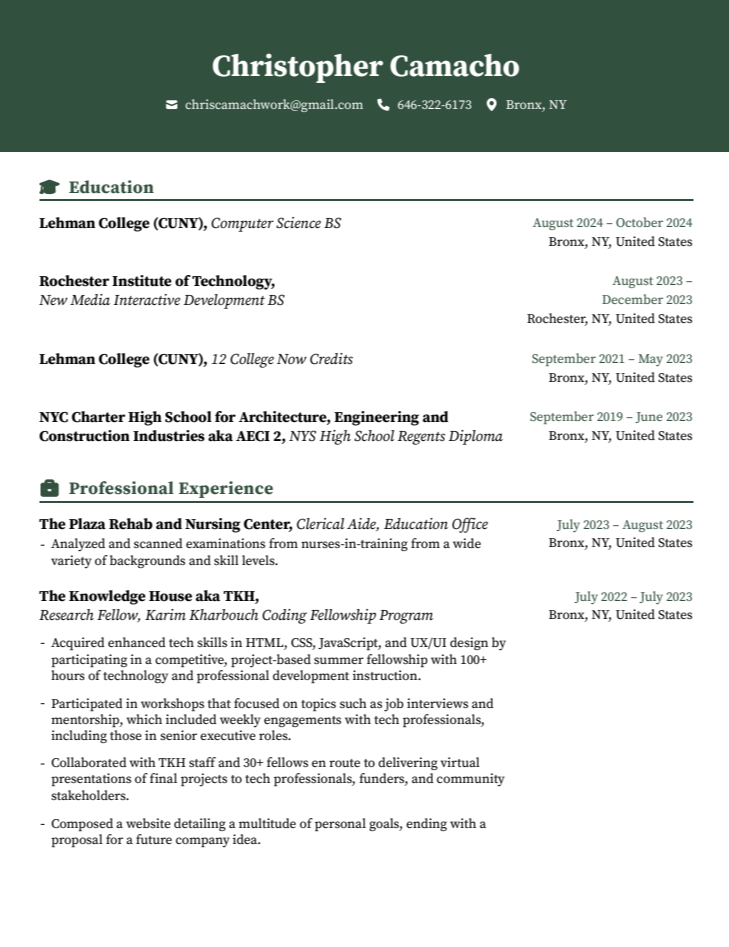 Christopher Camacho
chriscamachwork@gmail.com 646-322-6173 Bronx, NY
Education
Lehman College (CUNY), Computer Science BS
August 2024 – October 2024
Bronx, NY, United States
Rochester Institute of Technology,
New Media Interactive Development BS
August 2023 –
December 2023
Rochester, NY, United States
Lehman College (CUNY), 12 College Now Credits
September 2021 – May 2023
Bronx, NY, United States
NYC Charter High School for Architecture, Engineering and
Construction Industries aka AECI 2, NYS High School Regents Diploma
September 2019 – June 2023
Bronx, NY, United States
Professional Experience
The Plaza Rehab and Nursing Center, Clerical Aide, Education Office
July 2023 – August 2023
Bronx, NY, United States
- Analyzed and scanned examinations from nurses-in-training from a wide
variety of backgrounds and skill levels.
The Knowledge House aka TKH,
Research Fellow, Karim Kharbouch Coding Fellowship Program
July 2022 – July 2023
Bronx, NY, United States
- Acquired enhanced tech skills in HTML, CSS, JavaScript, and UX/UI design by
participating in a competitive, project-based summer fellowship with 100+
hours of technology and professional development instruction.
- Participated in workshops that focused on topics such as job interviews and
mentorship, which included weekly engagements with tech professionals,
including those in senior executive roles.
- Collaborated with TKH staff and 30+ fellows en route to delivering virtual
presentations of final projects to tech professionals, funders, and community
stakeholders.
- Composed a website detailing a multitude of personal goals, ending with a
proposal for a future company idea.